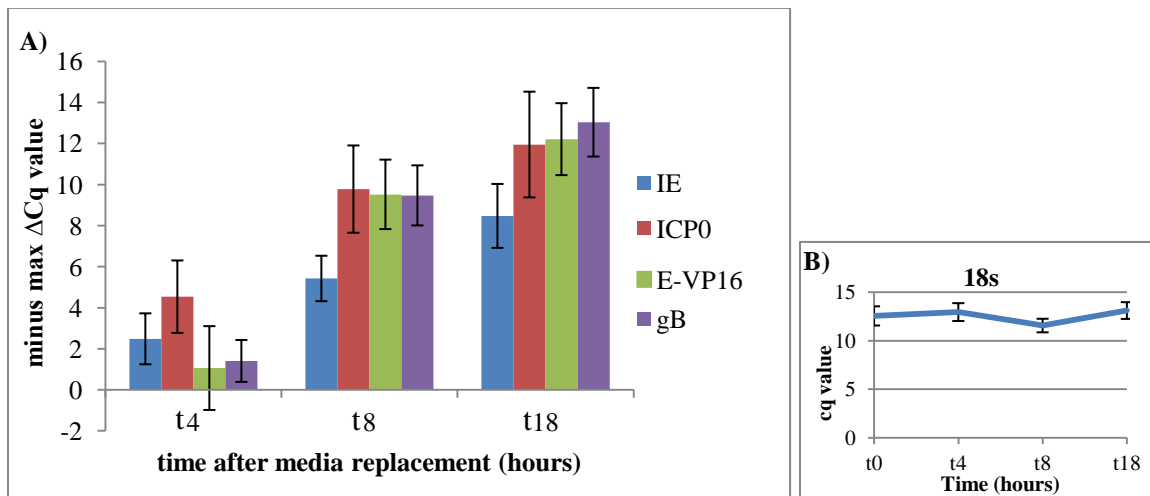 A)
minus max ΔCq value
16
14
12
10
8
6
4
2
0
-2
t4 t8 t18
time after media replacement (hours)
IE
ICP0
E-VP16
gB
B)
18s
cq value
15
10
5
0
t0 t4 t8 t18
Time (hours)